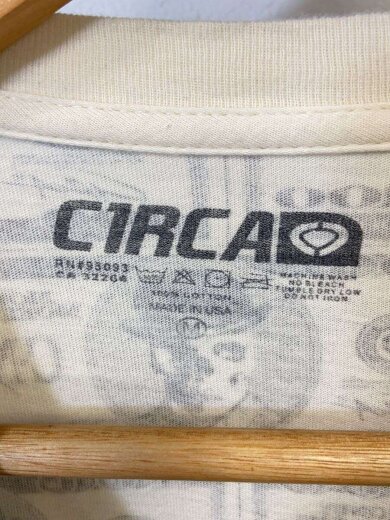 C1RCA
RN#93093
CA 32264
MACHINE WASH
NO BLEACH
TUMBLE DRY LOW
DO NOT IRON
100% COTTON
MADE IN USA
M